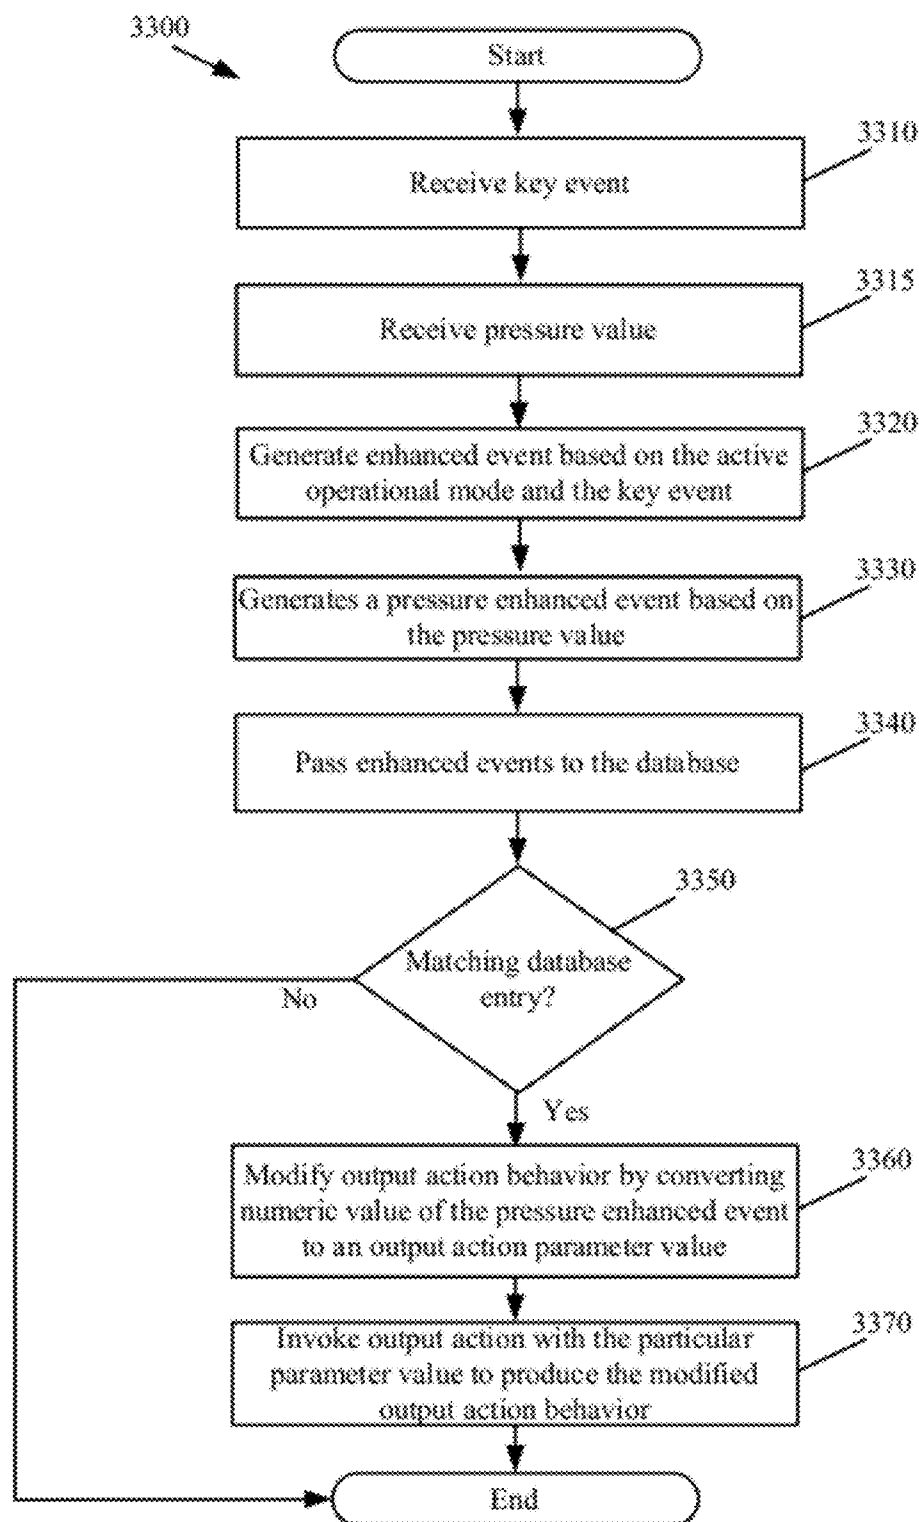 3300
Start
3310
Receive key event
3315
Receive pressure value
3320
Generate enhanced event based on the active
operational mode and the key event
3330
Generates a pressure enhanced event based on
the pressure value
3340
Pass enhanced events to the database
3350
Matching database
entry?
No
Yes
3360
Modify output action behavior by converting
numeric value of the pressure enhanced event
to an output action parameter value
3370
Invoke output action with the particular
parameter value to produce the modified
output action behavior
End